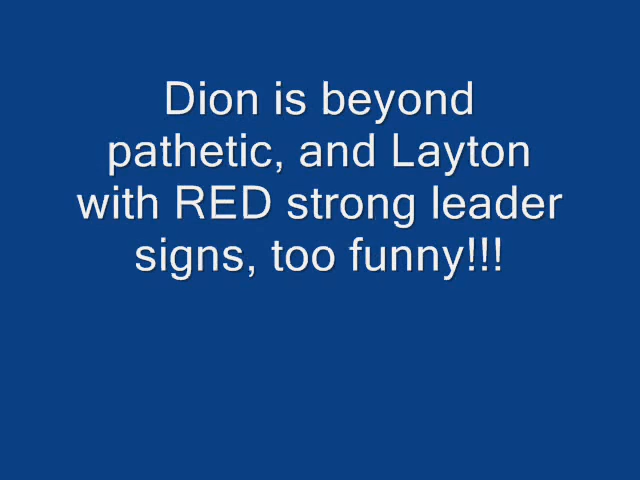 Dion is beyond
pathetic, and Layton
with RED strong leader
signs, too funny!!!